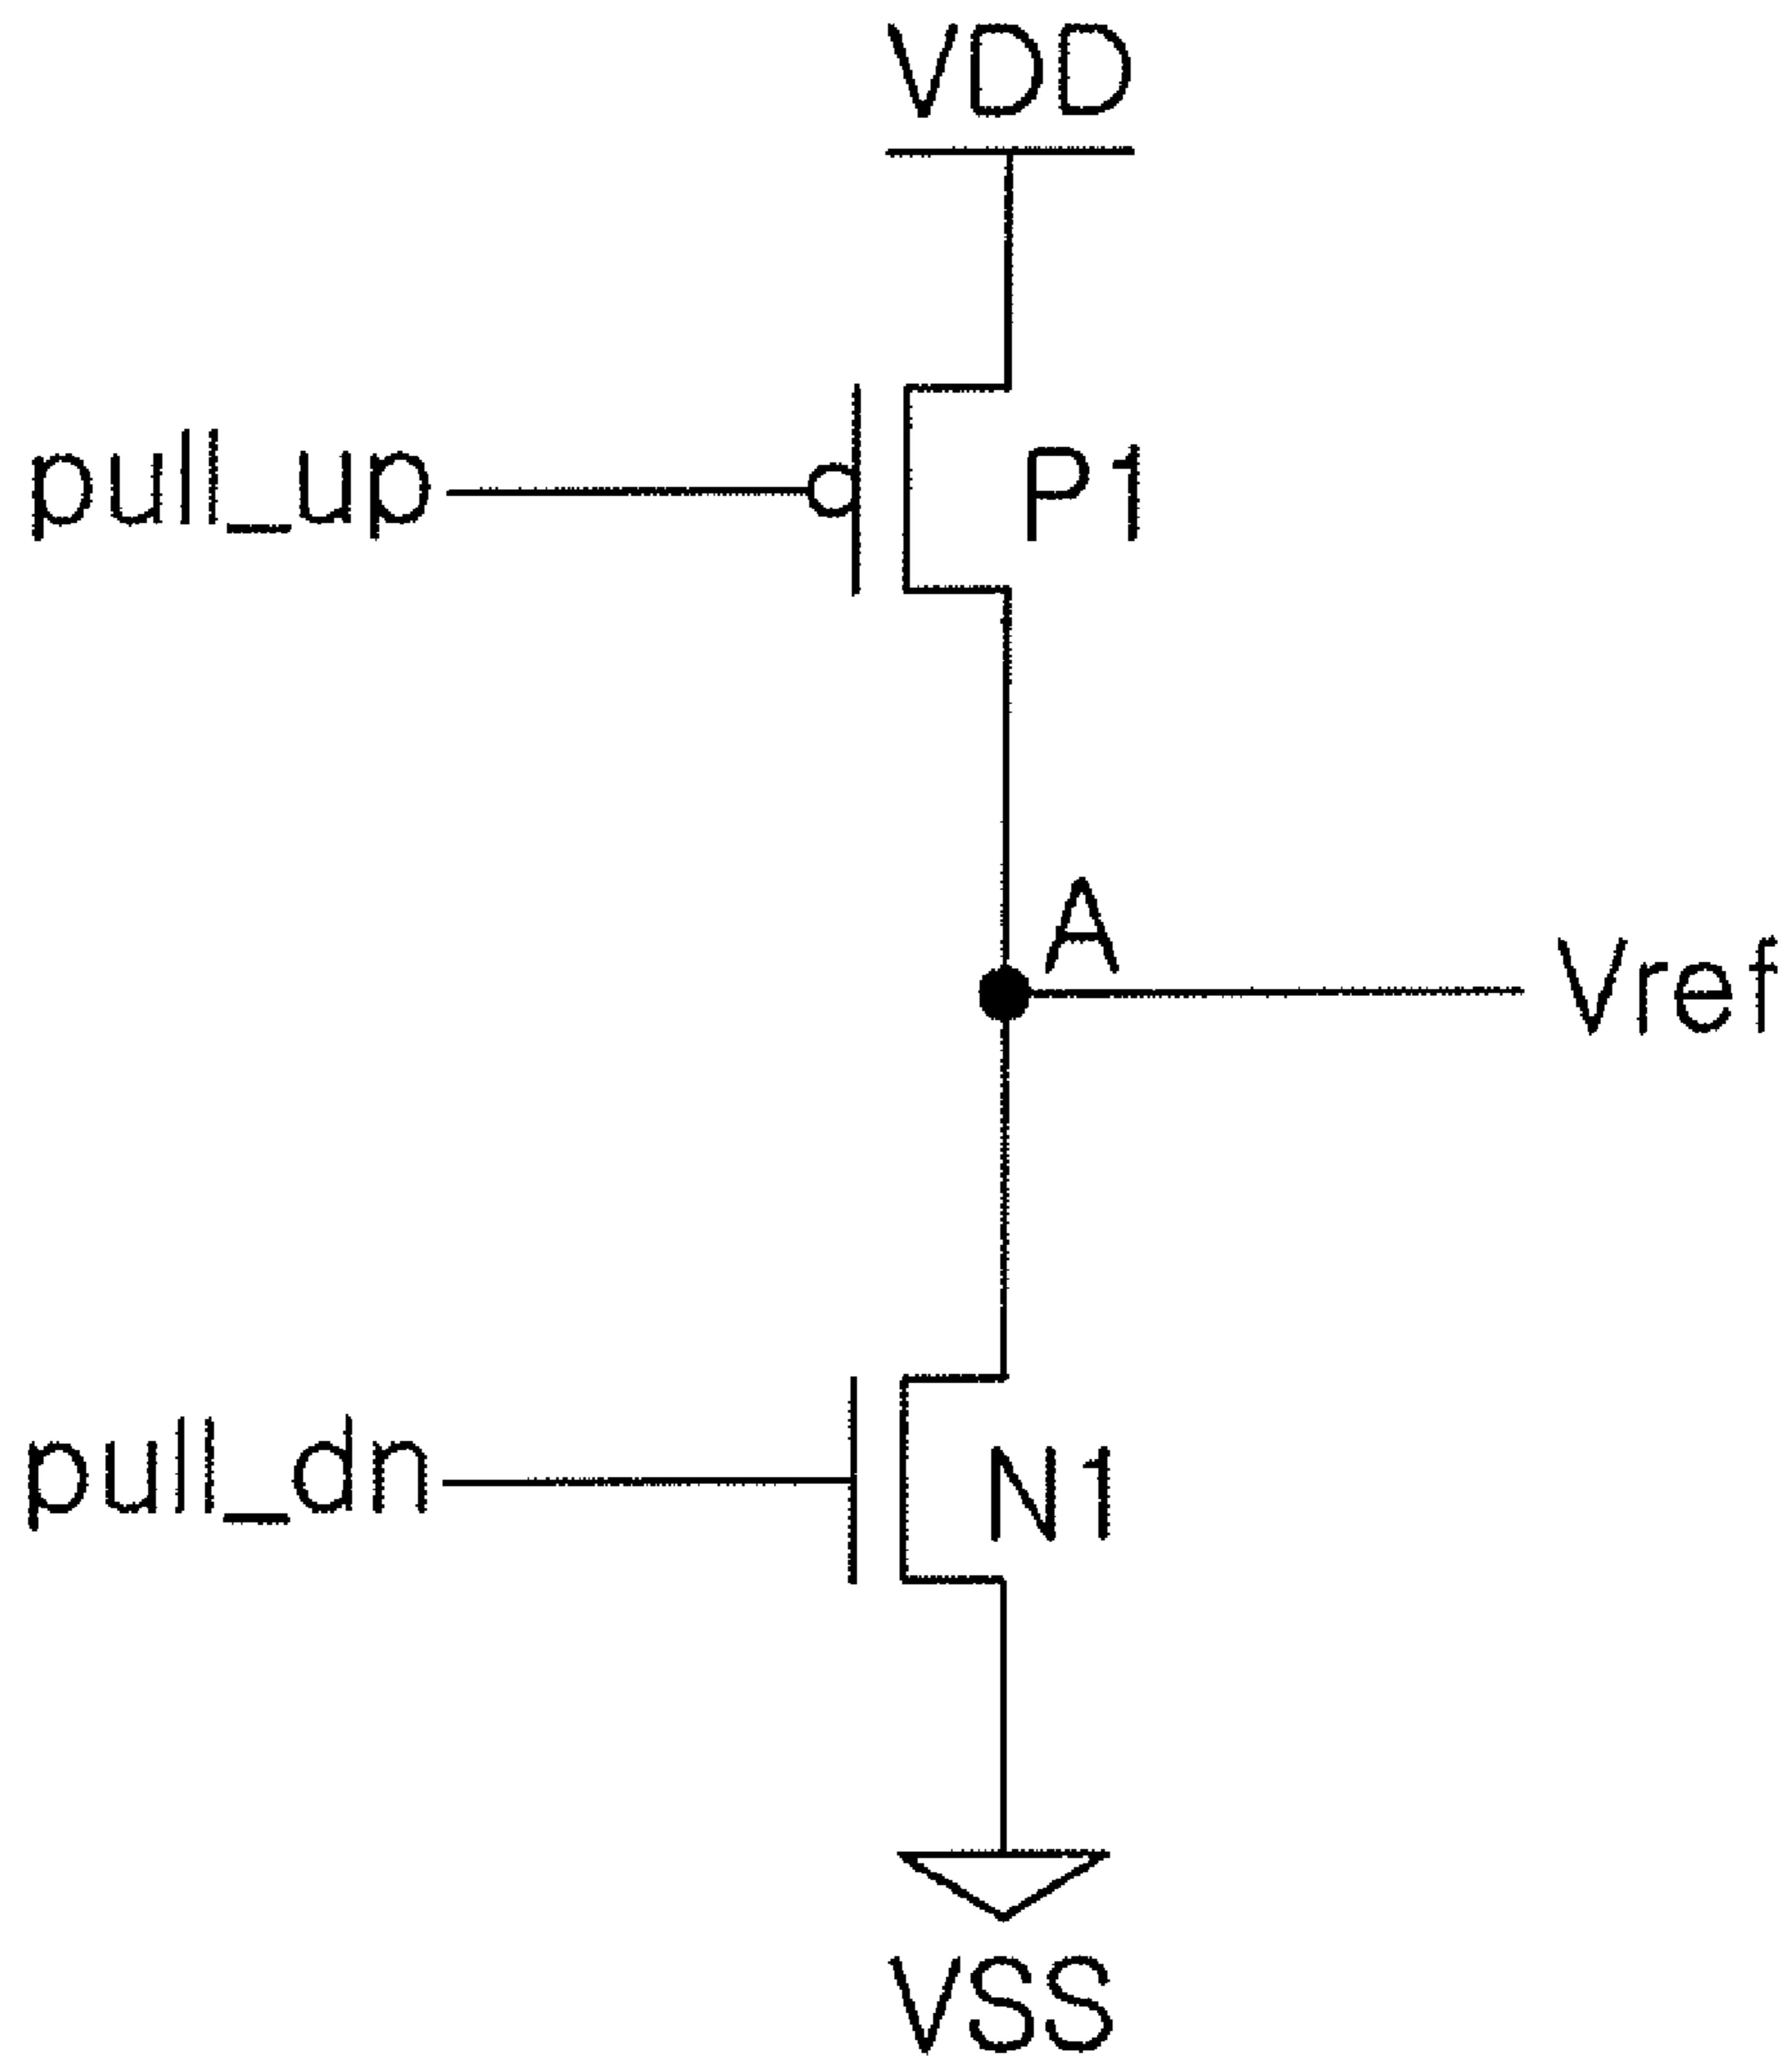 VDD
pull_up
P1
A
Vref
pull_dn
N1
VSS